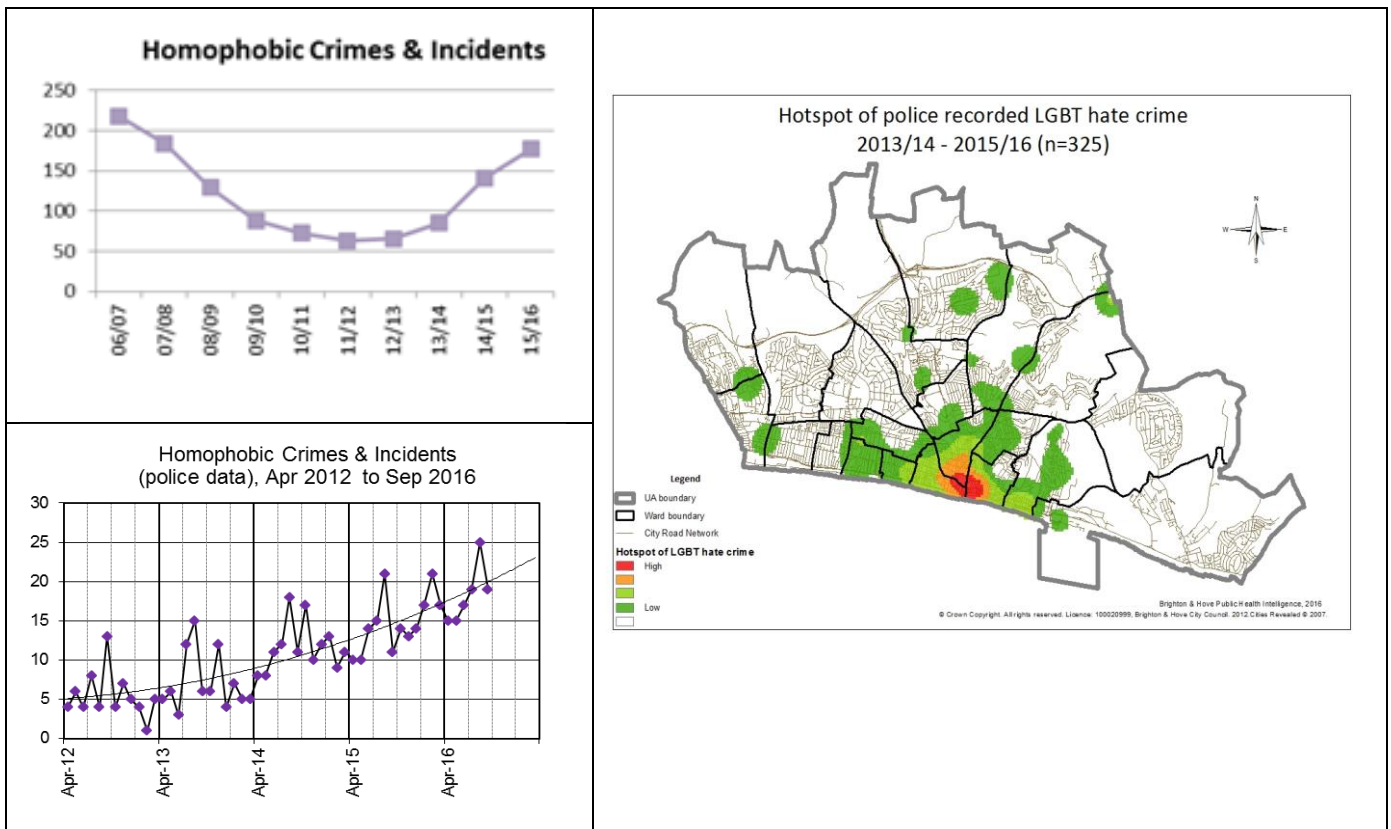 Homophobic Crimes & Incidents
250
200
150
100
50
0
06/07
07/08
08/09
09/10
10/11
11/12
12/13
13/14
14/15
15/16
Homophobic Crimes & Incidents
(police data), Apr 2012 to Sep 2016
30
25
20
15
10
5
0
Apr-12
Apr-13
Apr-14
Apr-15
Apr-16
Hotspot of police recorded LGBT hate crime
2013/14 - 2015/16 (n=325)
N
W E
S
Legend
UA boundary
Ward boundary
City Road Network
Hotspot of LGBT hate crime
High
Low
Brighton & Hove Public Health Intelligence, 2016
© Crown Copyright. All rights reserved. Licence: 100020999, Brighton & Hove City Council. 2012.Cities Revealed © 2007.